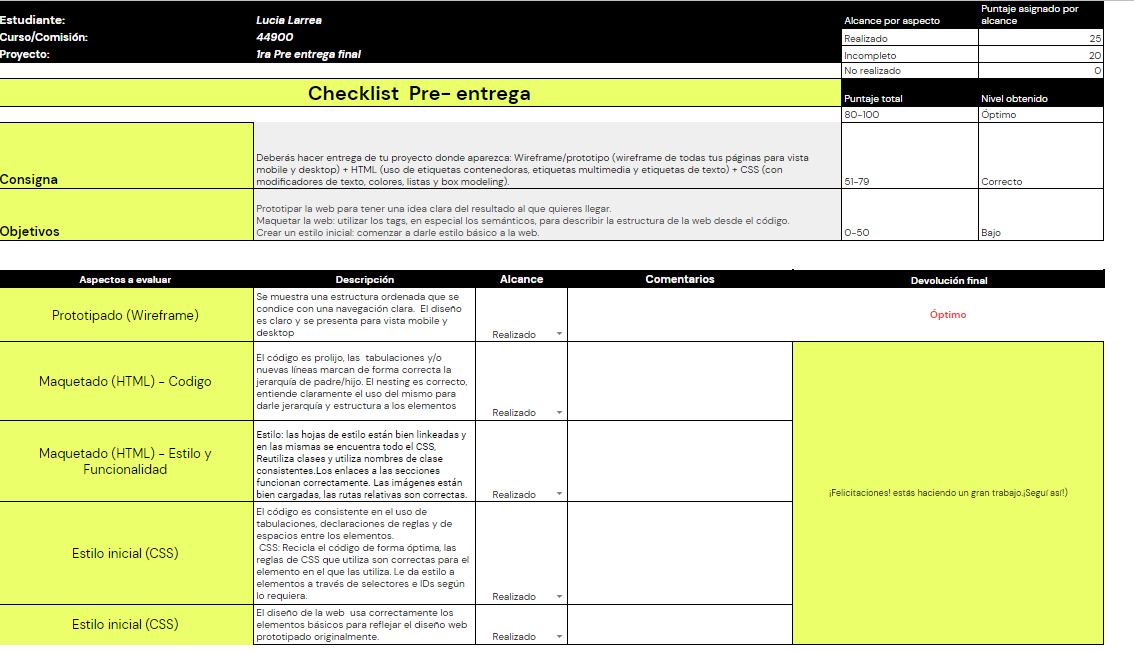 Estudiante: Lucia Larrea
Curso/Comisión: 44900
Proyecto: 1ra Pre entrega final
Alcance por aspecto Puntaje asignado por
alcance
Realizado 25
Incompleto 20
No realizado 0
Checklist Pre- entrega
Puntaje total Nivel obtenido
80-100 Óptimo
Consigna
Deberás hacer entrega de tu proyecto donde aparezca: Wireframe/prototipo (wireframe de todas tus páginas para vista
mobile y desktop) + HTML (uso de etiquetas contenedoras, etiquetas multimedia y etiquetas de texto) + CSS (con
modificadores de texto, colores, listas y box modeling).
51-79 Correcto
Objetivos
Prototipar la web para tener una idea clara del resultado al que quieres llegar.
Maquetar la web: utilizar los tags, en especial los semánticos, para describir la estructura de la web desde el código.
Crear un estilo inicial: comenzar a darle estilo básico a la web.
0-50 Bajo
Aspectos a evaluar Descripción Alcance Comentarios Devolución final
Prototipado (Wireframe)
Se muestra una estructura ordenada que se
condice con una navegación clara. El diseño
es claro y se presenta para vista mobile y
desktop
Realizado
Óptimo
Maquetado (HTML) - Codigo
El código es prolijo, las tabulaciones y/o
nuevas líneas marcan de forma correcta la
jerarquía de padre/hijo. El nesting es correcto,
entiende claramente el uso del mismo para
darle jerarquía y estructura a los elementos
Realizado
Maquetado (HTML) - Estilo y
Funcionalidad
Estilo: las hojas de estilo están bien linkeadas y
en las mismas se encuentra todo el CSS,
Reutiliza clases y utiliza nombres de clase
consistentes.Los enlaces a las secciones
funcionan correctamente. Las imágenes están
bien cargadas, las rutas relativas son correctas.
Realizado
¡Felicitaciones! estás haciendo un gran trabajo.¡Seguí así!)
Estilo inicial (CSS)
El código es consistente en el uso de
tabulaciones, declaraciones de reglas y de
espacios entre los elementos.
CSS: Recicla el código de forma óptima, las
reglas de CSS que utiliza son correctas para el
elemento en el que las utiliza. Le da estilo a
elementos a través de selectores e IDs según
lo requiera.
Realizado
Estilo inicial (CSS)
El diseño de la web usa correctamente los
elementos básicos para reflejar el diseño web
prototipado originalmente.
Realizado